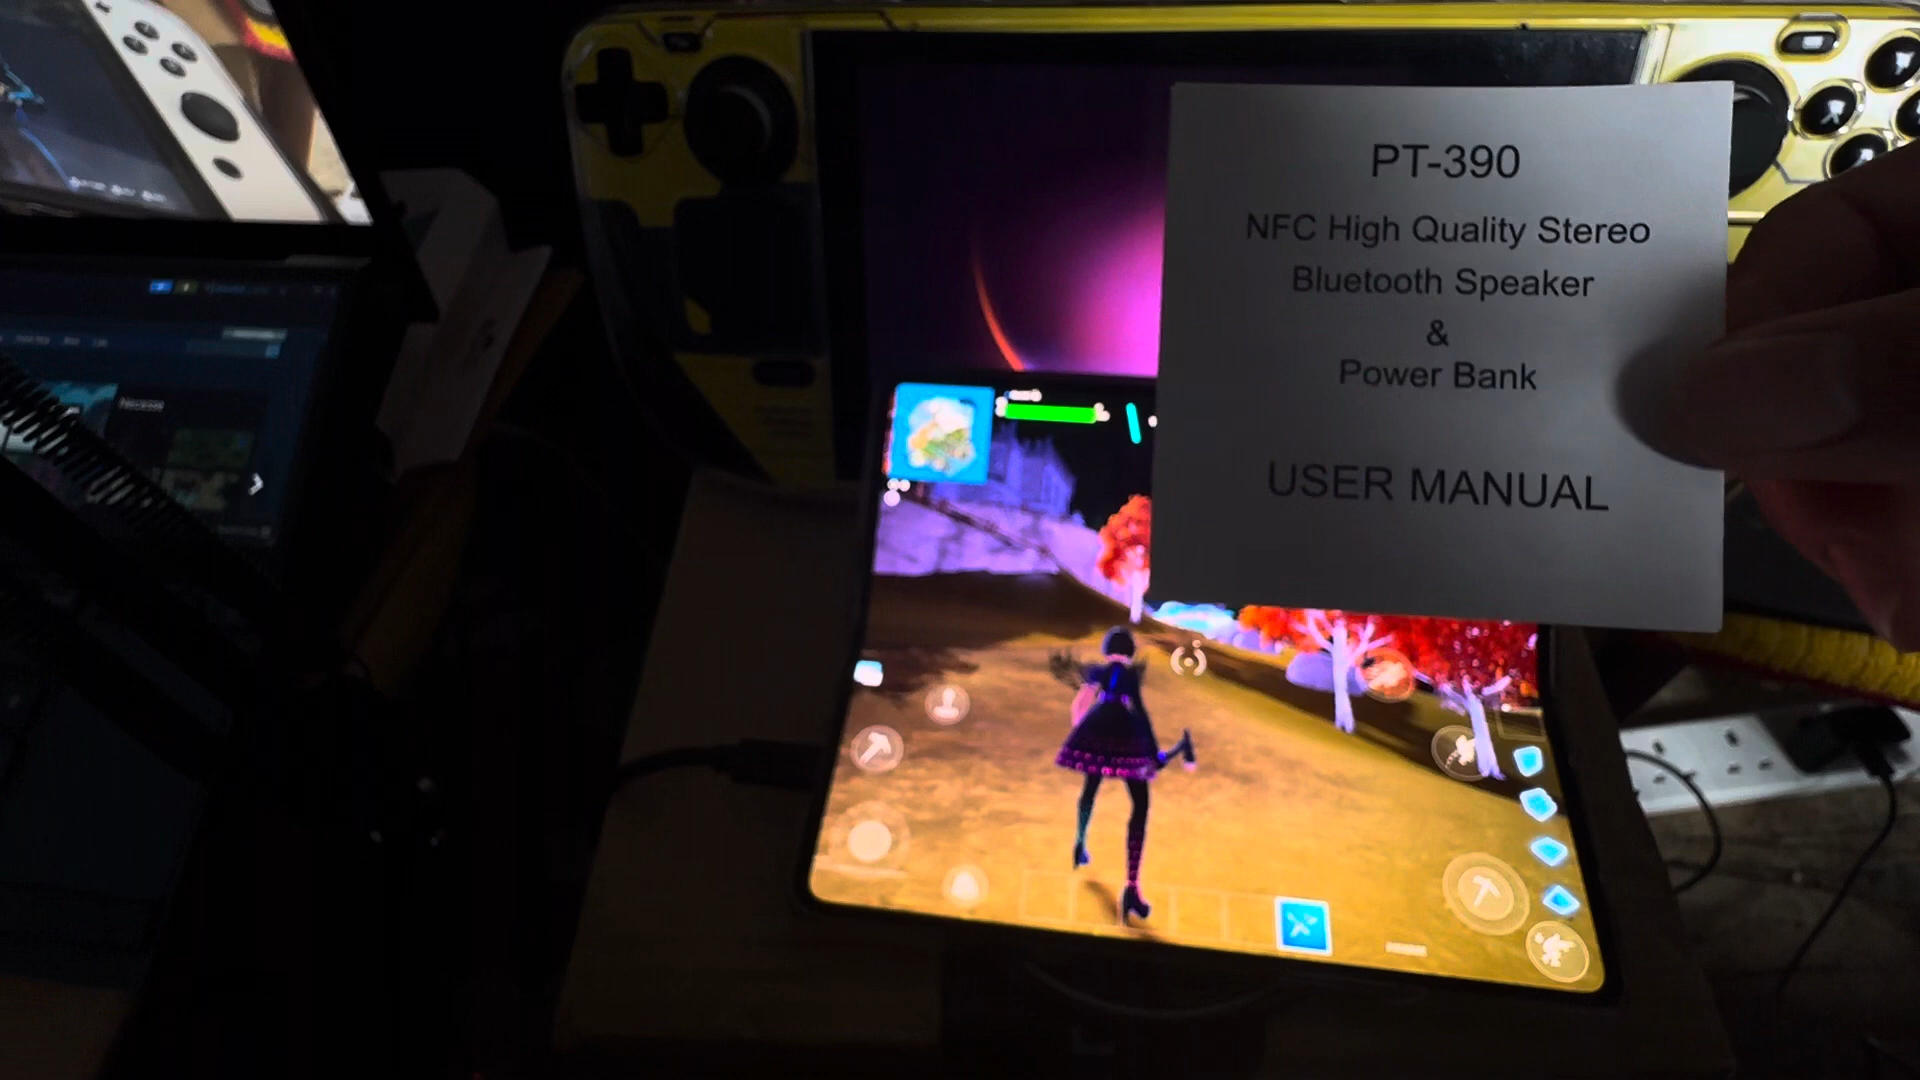 PT-390
NFC High Quality Stereo
Bluetooth Speaker
&
Power Bank
USER MANUAL